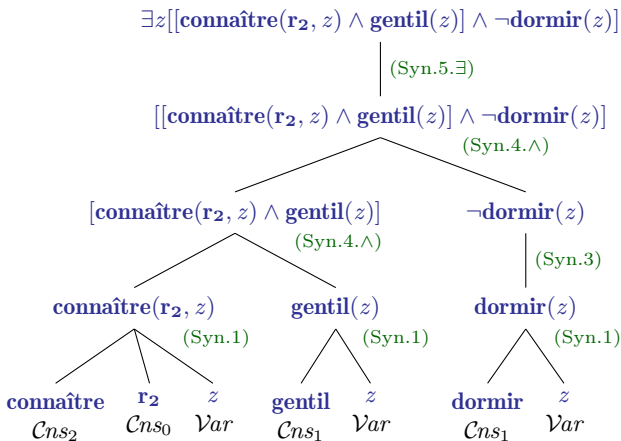 ∃z[[connaître(r₂, z) ∧ gentil(z)] ∧ ¬dormir(z)]
(Syn.5.∃)
[[connaître(r₂, z) ∧ gentil(z)] ∧ ¬dormir(z)]
(Syn.4.∧)
[connaître(r₂, z) ∧ gentil(z)] ¬dormir(z)
(Syn.4.∧) (Syn.3)
connaître(r₂, z) gentil(z) dormir(z)
(Syn.1) (Syn.1) (Syn.1)
connaître r₂ z gentil z dormir z
𝒞ns₂ 𝒞ns₀ 𝒱ar 𝒞ns₁ 𝒱ar 𝒞ns₁ 𝒱ar